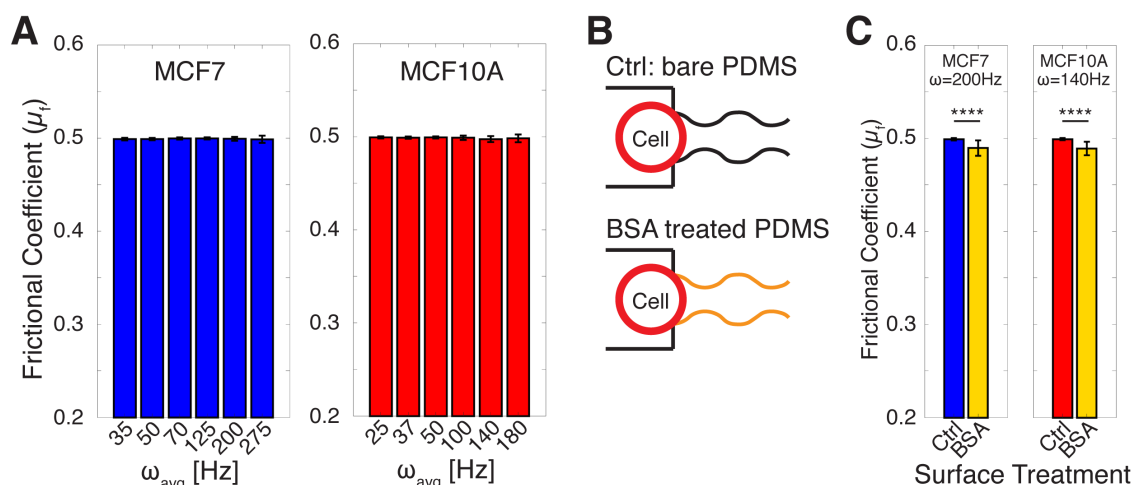 A
MCF7
MCF10A
Frictional Coefficient (μf)
0.6
0.5
0.4
0.3
0.2
35 50 70 125 200 275
ωavg [Hz]
0.6
0.5
0.4
0.3
0.2
25 37 50 100 140 180
ωavg [Hz]
B
Ctrl: bare PDMS
Cell
BSA treated PDMS
Cell
C
Frictional Coefficient (μf)
0.6
0.5
0.4
0.3
0.2
MCF7
ω=200Hz
****
MCF10A
ω=140Hz
****
Ctrl BSA
Ctrl BSA
Surface Treatment